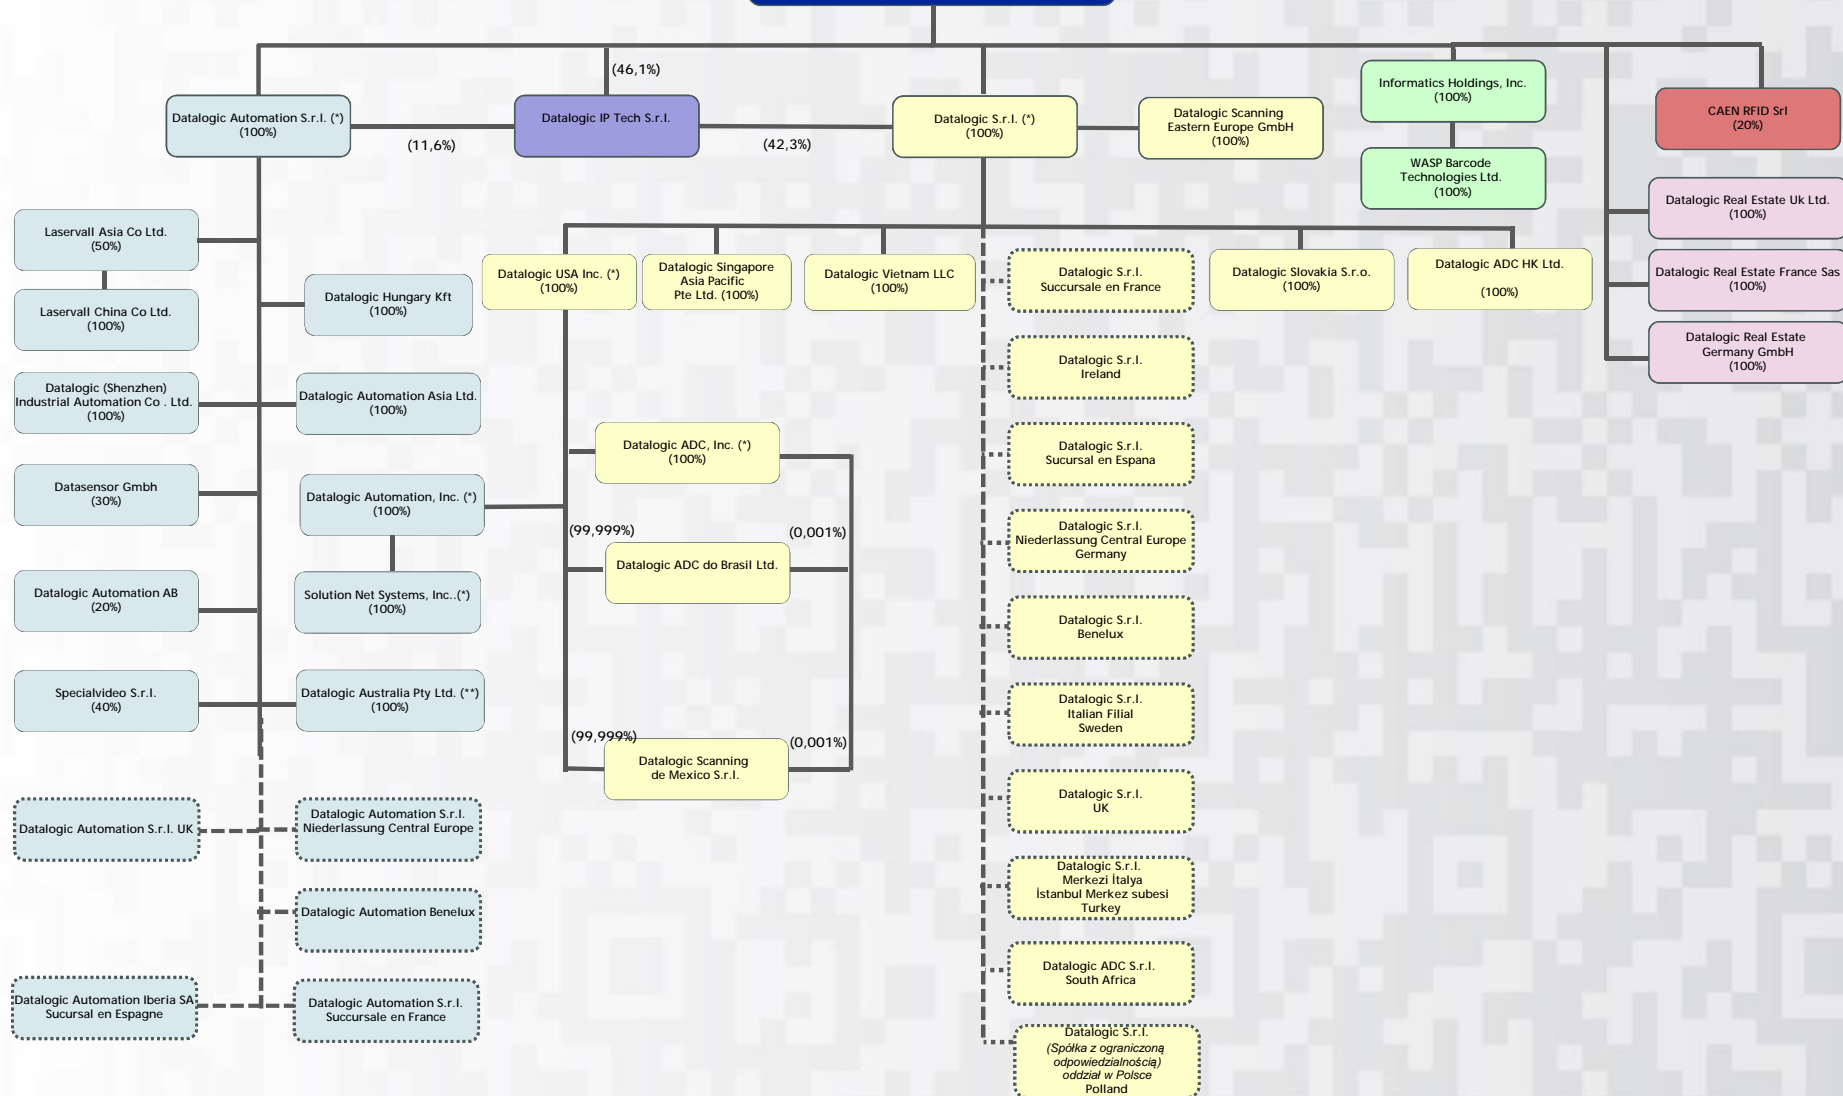 (46,1%)
Datalogic Automation S.r.l. (*)
(100%)
(11,6%)
Datalogic IP Tech S.r.l.
(42,3%)
Datalogic S.r.l. (*)
(100%)
Datalogic Scanning
Eastern Europe GmbH
(100%)
Informatics Holdings, Inc.
(100%)
WASP Barcode
Technologies Ltd.
(100%)
CAEN RFID Srl
(20%)
Datalogic Real Estate Uk Ltd.
(100%)
Datalogic Real Estate France Sas
(100%)
Datalogic Real Estate
Germany GmbH
(100%)
Laservall Asia Co Ltd.
(50%)
Laservall China Co Ltd.
(100%)
Datalogic Hungary Kft
(100%)
Datalogic (Shenzhen)
Industrial Automation Co . Ltd.
(100%)
Datalogic Automation Asia Ltd.
(100%)
Datasensor Gmbh
(30%)
Datalogic Automation, Inc. (*)
(100%)
Datalogic Automation AB
(20%)
Solution Net Systems, Inc..(*)
(100%)
Specialvideo S.r.l.
(40%)
Datalogic Australia Pty Ltd. (**)
(100%)
Datalogic Automation S.r.l. UK
Datalogic Automation S.r.l.
Niederlassung Central Europe
Datalogic Automation Benelux
Datalogic Automation Iberia SA
Sucursal en Espagne
Datalogic Automation S.r.l.
Succursale en France
Datalogic USA Inc. (*)
(100%)
Datalogic Singapore
Asia Pacific
Pte Ltd. (100%)
Datalogic Vietnam LLC
(100%)
Datalogic Slovakia S.r.o.
(100%)
Datalogic ADC HK Ltd.
(100%)
Datalogic ADC, Inc. (*)
(100%)
(99,999%)
(0,001%)
Datalogic ADC do Brasil Ltd.
(99,999%)
(0,001%)
Datalogic Scanning
de Mexico S.r.l.
Datalogic S.r.l.
Succursale en France
Datalogic S.r.l.
Ireland
Datalogic S.r.l.
Sucursal en Espana
Datalogic S.r.l.
Niederlassung Central Europe
Germany
Datalogic S.r.l.
Benelux
Datalogic S.r.l.
Italian Filial
Sweden
Datalogic S.r.l.
UK
Datalogic S.r.l.
Merkezi İtalya
İstanbul Merkez subesi
Turkey
Datalogic ADC S.r.l.
South Africa
Datalogic S.r.l.
(Spółka z ograniczoną
odpowiedzialnością)
oddział w Polsce
Polland